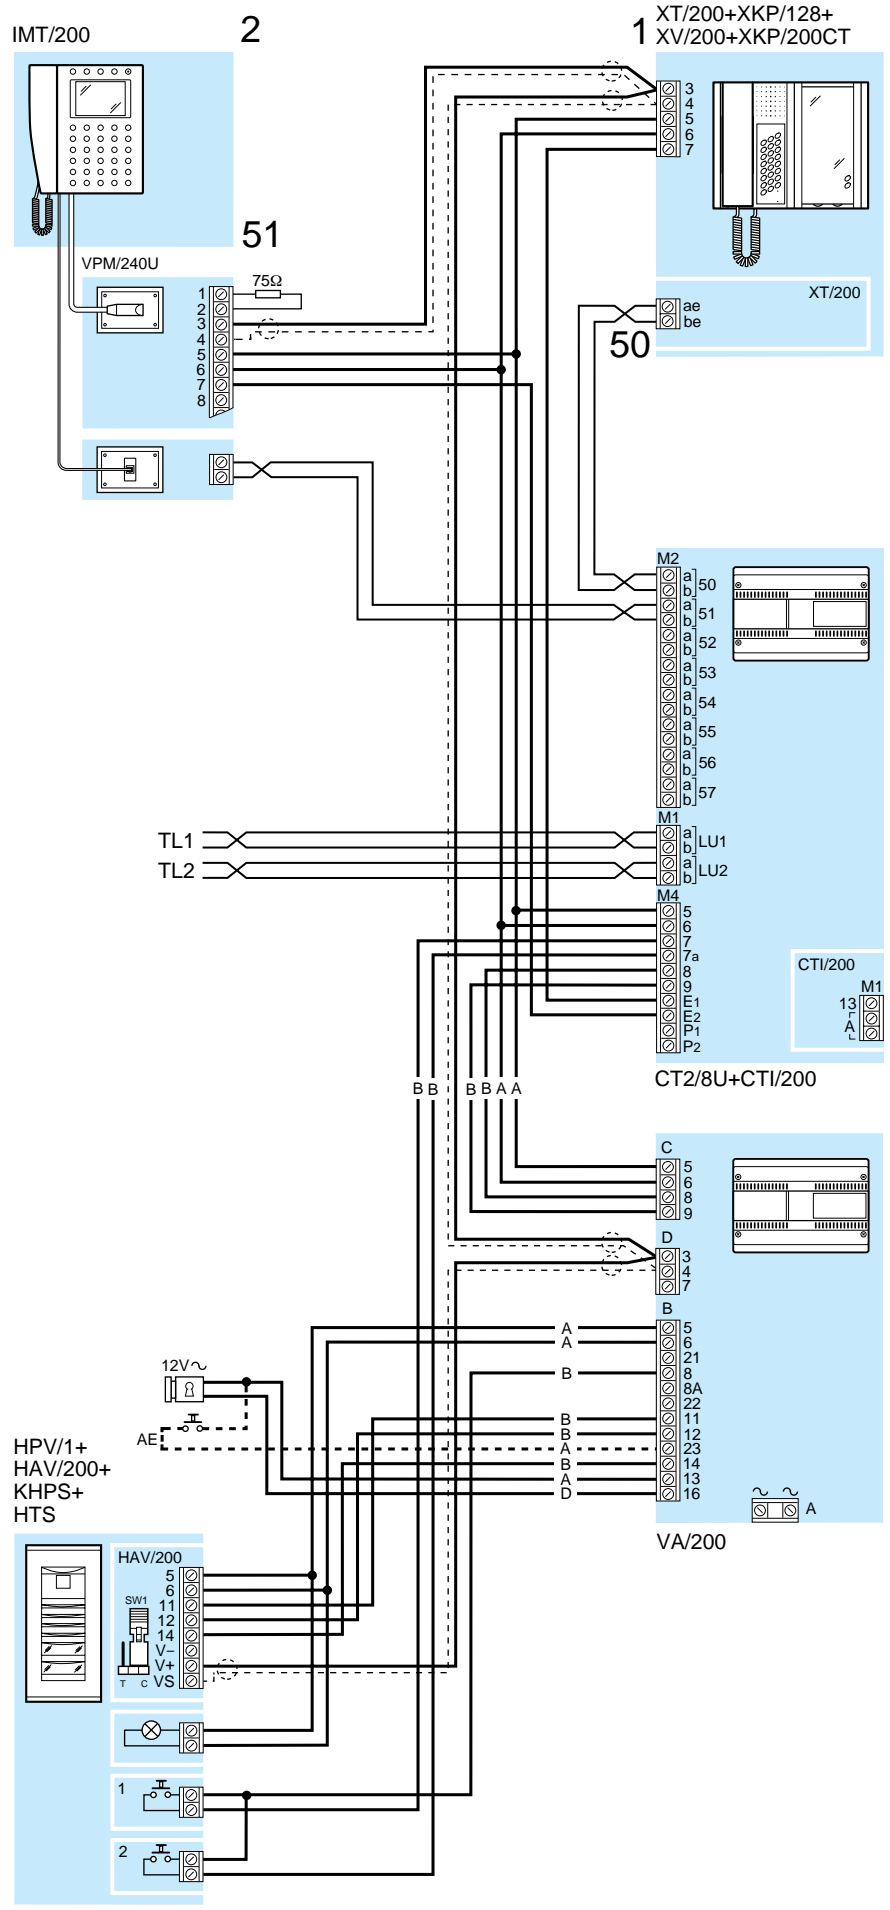 IMT/200
2
1
XT/200+XKP/128+
XV/200+XKP/200CT
3
4
5
6
7
51
VPM/240U
75Ω
1
2
3
4
5
6
7
8
XT/200
ae
be
50
M2
a
b
50
a
b
51
a
b
52
a
b
53
a
b
54
a
b
55
a
b
56
a
b
57
M1
TL1
a
b
LU1
TL2
a
b
LU2
M4
5
6
7
7a
8
9
E1
E2
P1
P2
CTI/200
M1
13
A
CT2/8U+CTI/200
B B B B A A
C
5
6
8
9
D
3
4
7
B
A 5
A 6
21
B 8
8A
22
B 11
B 12
A 23
B 14
A 13
D 16
12V∼
AE
∼ ∼
A
VA/200
HPV/1+
HAV/200+
KHPS+
HTS
HAV/200
5
6
11
12
14
V–
V+
VS
SW1
T C
1
2